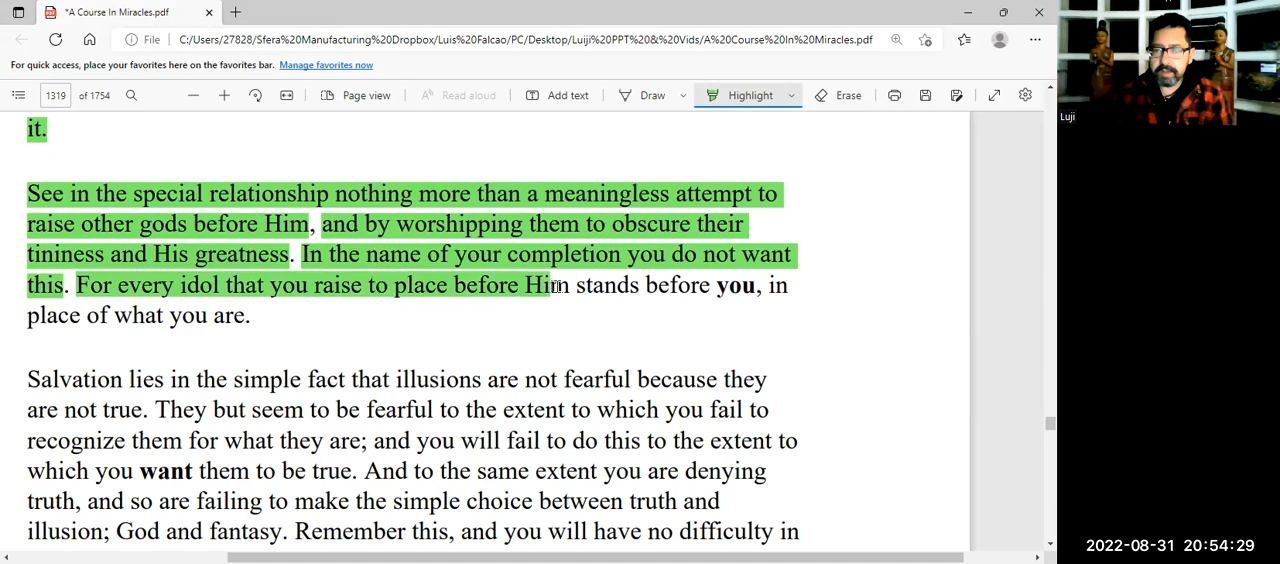 *A Course In Miracles.pdf
File
C:/Users/27828/Sfera%20Manufacturing%20Dropbox/Luis%20Falcao/PC/Desktop/Luiji%20PPT%20&%20Vids/A%20Course%20In%20Miracles.pdf
For quick access, place your favorites here on the favorites bar. Manage favorites now
1319 of 1754
Page view
Read aloud
Add text
Draw
Highlight
Erase
Luji
it.
See in the special relationship nothing more than a meaningless attempt to
raise other gods before Him, and by worshipping them to obscure their
tininess and His greatness. In the name of your completion you do not want
this. For every idol that you raise to place before Him stands before you, in
place of what you are.
Salvation lies in the simple fact that illusions are not fearful because they
are not true. They but seem to be fearful to the extent to which you fail to
recognize them for what they are; and you will fail to do this to the extent to
which you want them to be true. And to the same extent you are denying
truth, and so are failing to make the simple choice between truth and
illusion; God and fantasy. Remember this, and you will have no difficulty in
2022-08-31 20:54:29